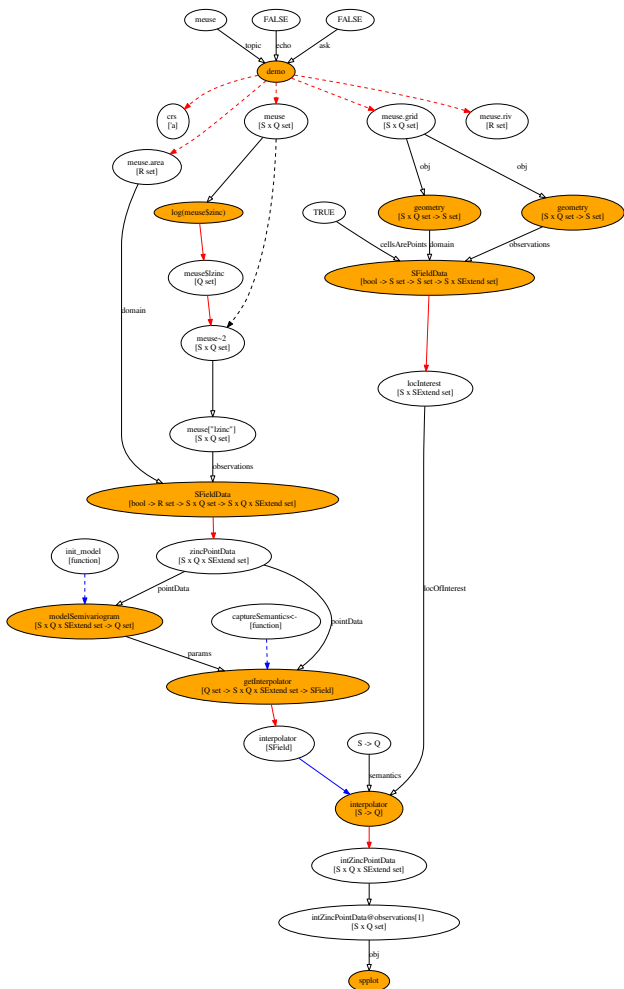 meuse
FALSE
FALSE
topic
echo
ask
demo
crs
['a]
meuse
[S x Q set]
meuse.grid
[S x Q set]
meuse.riv
[R set]
meuse.area
[R set]
obj
obj
TRUE
log(meuse$zinc)
geometry
[S x Q set -> S set]
geometry
[S x Q set -> S set]
cellsArePoints
domain
observations
meuse$lzinc
[Q set]
SFieldData
[bool -> S set -> S set -> S x SExtend set]
domain
meuse~2
[S x Q set]
locInterest
[S x SExtend set]
meuse["lzinc"]
[S x Q set]
observations
SFieldData
[bool -> R set -> S x Q set -> S x Q x SExtend set]
init_model
[function]
zincPointData
[S x Q x SExtend set]
pointData
locOfInterest
modelSemivariogram
[S x Q x SExtend set -> Q set]
captureSemantics<-
[function]
pointData
params
getInterpolator
[Q set -> S x Q x SExtend set -> SField]
interpolator
[SField]
S -> Q
semantics
interpolator
[S -> Q]
intZincPointData
[S x Q x SExtend set]
intZincPointData@observations[1]
[S x Q set]
obj
spplot